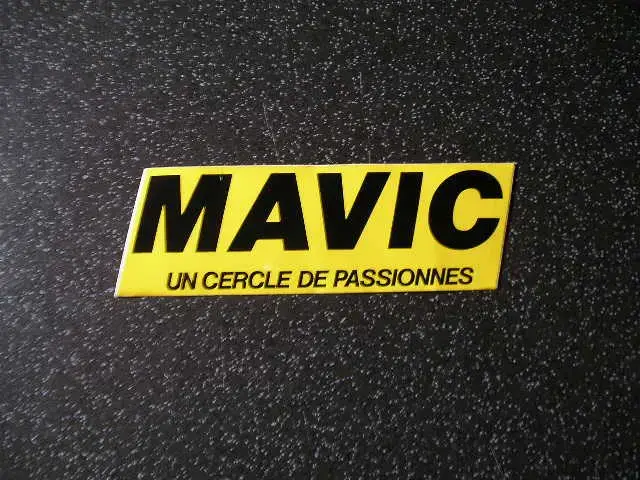 MAVIC
UN CERCLE DE PASSIONNES